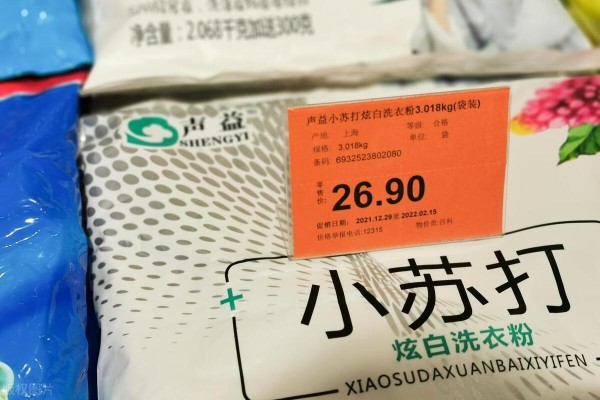 净含量：2.068千克加送300克
声益
SHENGYI
声益小苏打炫白洗衣粉3.018kg(袋装)
产地: 上海 等级: 合格
规格: 3.018kg 单位: 袋
条码: 6932523802080
零售价:
26.90
促销日期: 2021.12.29至2022.02.15
价格举报电话:12315
小苏打
炫白洗衣粉
XIAOSUDAXUANBAIXIYIFEN